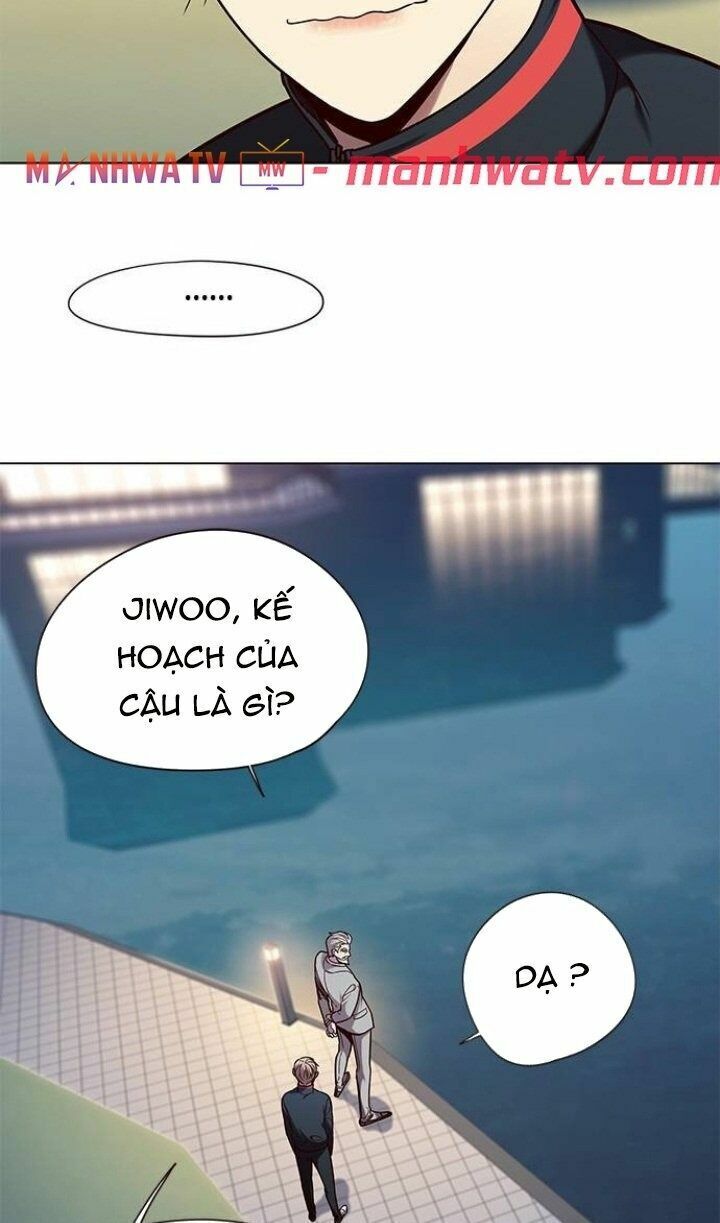 MANHWATV MW - manhwatv.com
......
JIWOO, KẾ
HOẠCH CỦA
CẬU LÀ GÌ?
DẠ ?